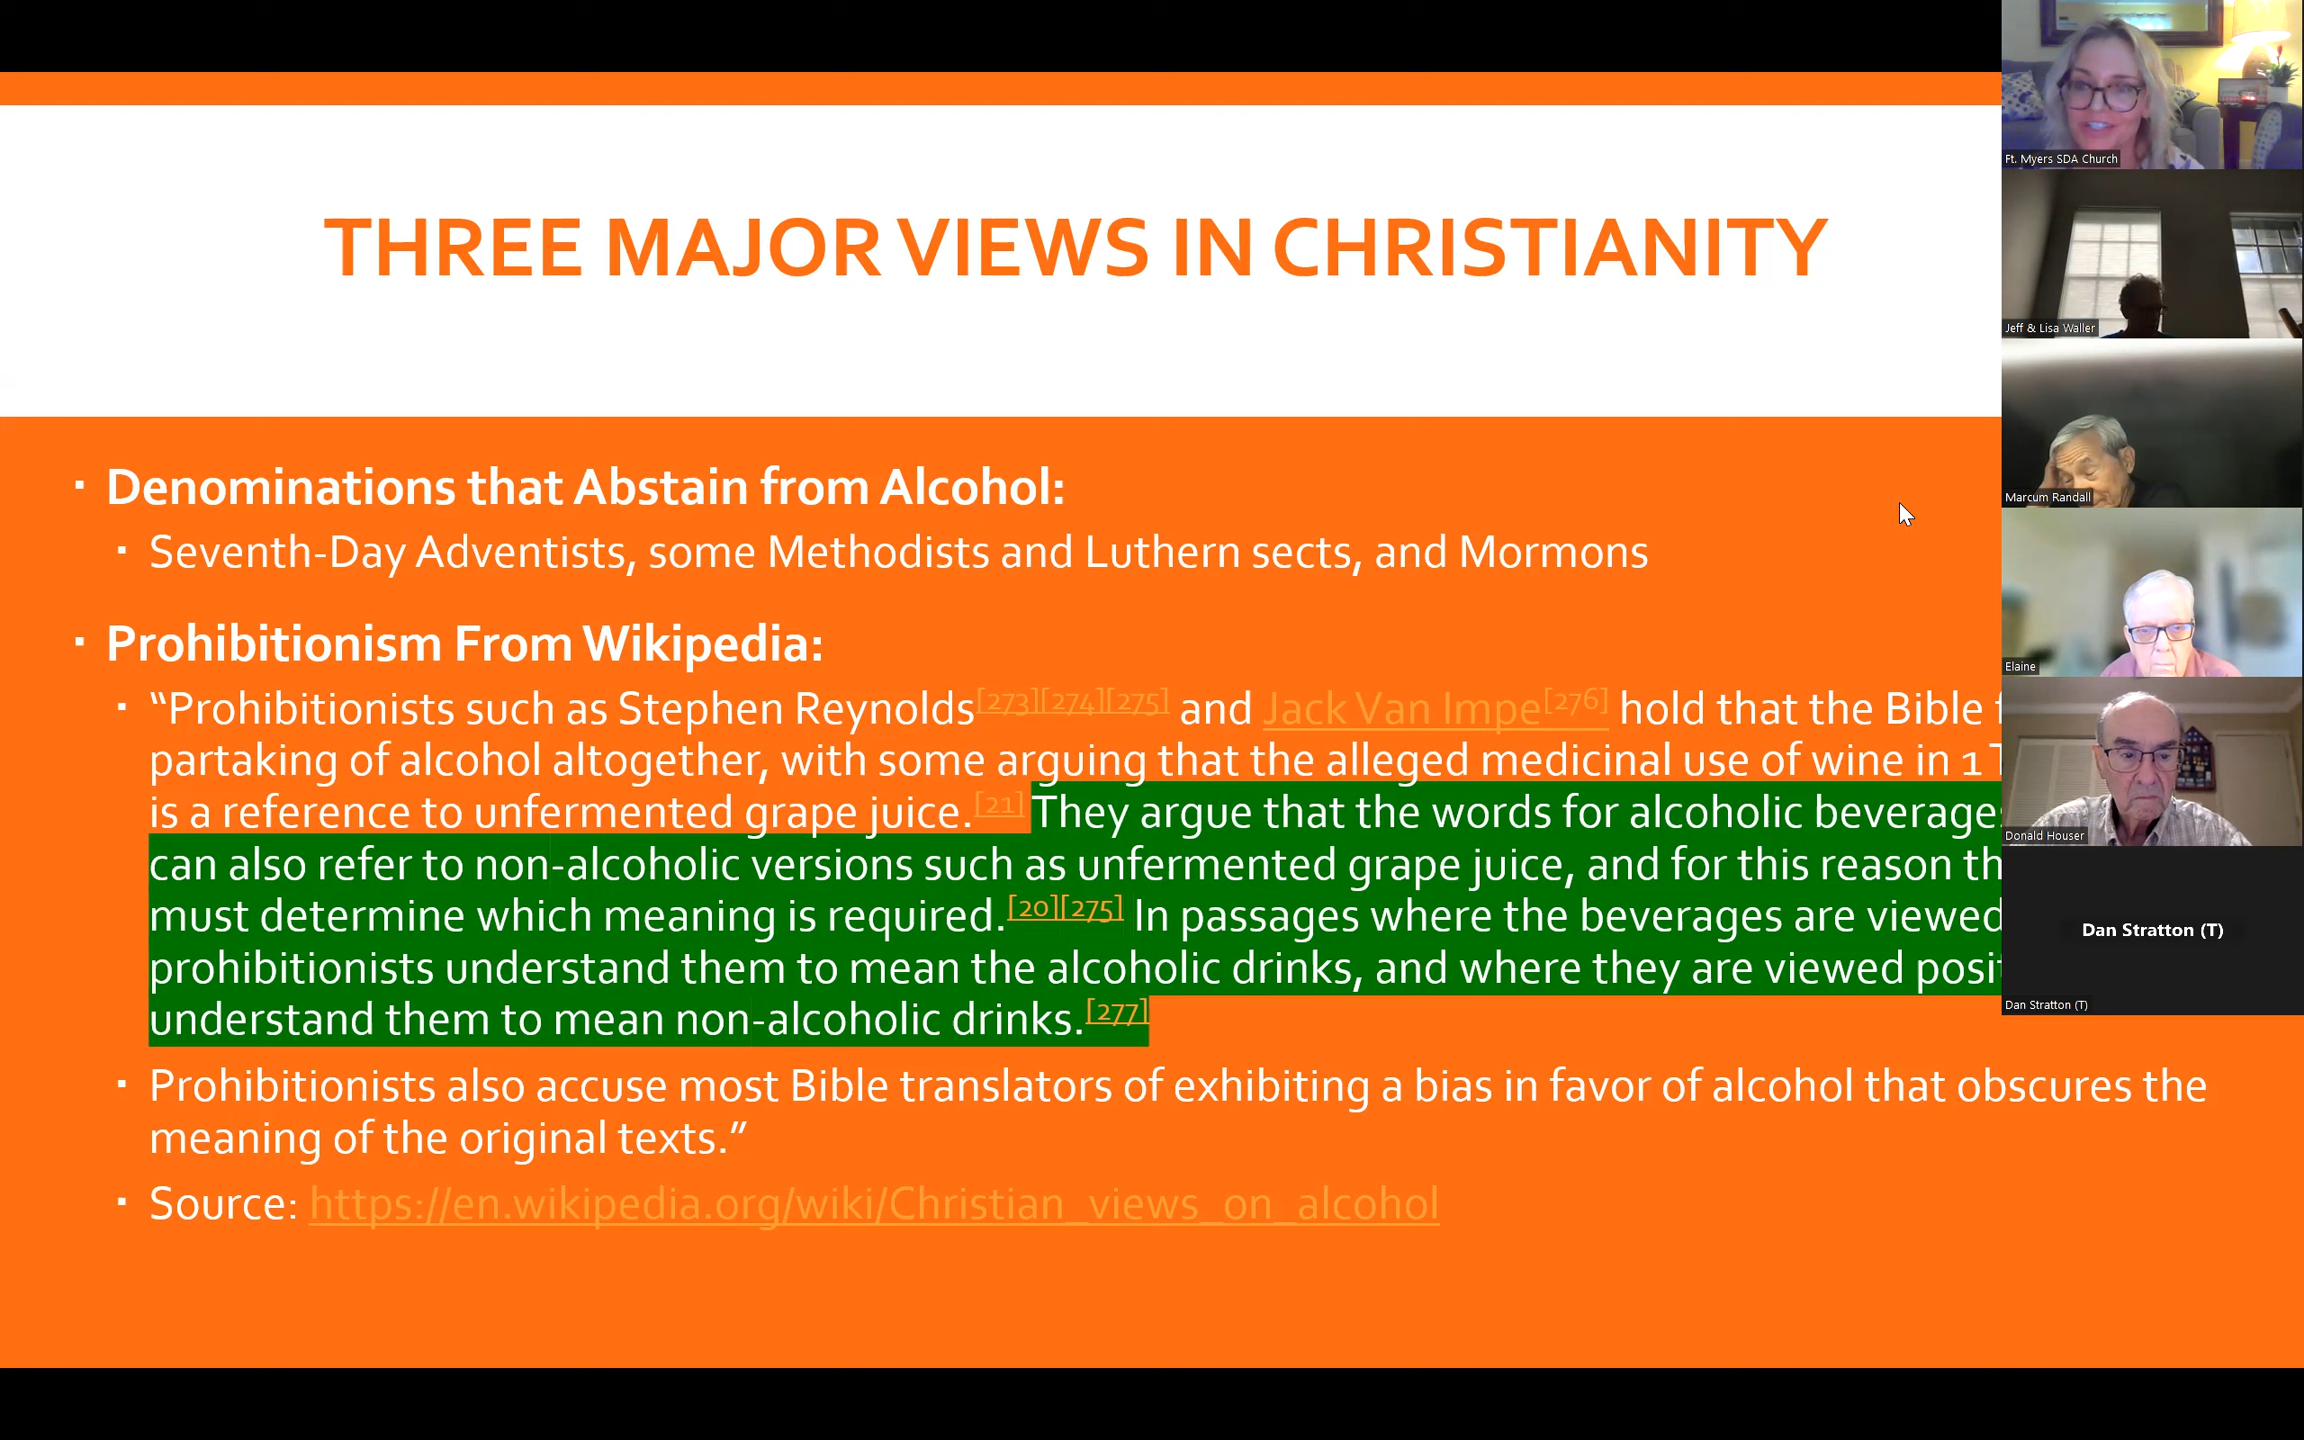 THREE MAJOR VIEWS IN CHRISTIANITY
Denominations that Abstain from Alcohol:
Seventh-Day Adventists, some Methodists and Luthern sects, and Mormons
Prohibitionism From Wikipedia:
“Prohibitionists such as Stephen Reynolds[273][274][275] and Jack Van Impe[276] hold that the Bible
partaking of alcohol altogether, with some arguing that the alleged medicinal use of wine in 1
is a reference to unfermented grape juice.[21] They argue that the words for alcoholic beverages
can also refer to non-alcoholic versions such as unfermented grape juice, and for this reason
must determine which meaning is required.[20][275] In passages where the beverages are viewed
prohibitionists understand them to mean the alcoholic drinks, and where they are viewed
understand them to mean non-alcoholic drinks.[277]
Prohibitionists also accuse most Bible translators of exhibiting a bias in favor of alcohol that obscures the
meaning of the original texts.”
Source: https://en.wikipedia.org/wiki/Christian_views_on_alcohol
Ft. Myers SDA Church
Jeff & Lisa Waller
Marcum Randall
Elaine
Donald Houser
Dan Stratton (T)
Dan Stratton (T)